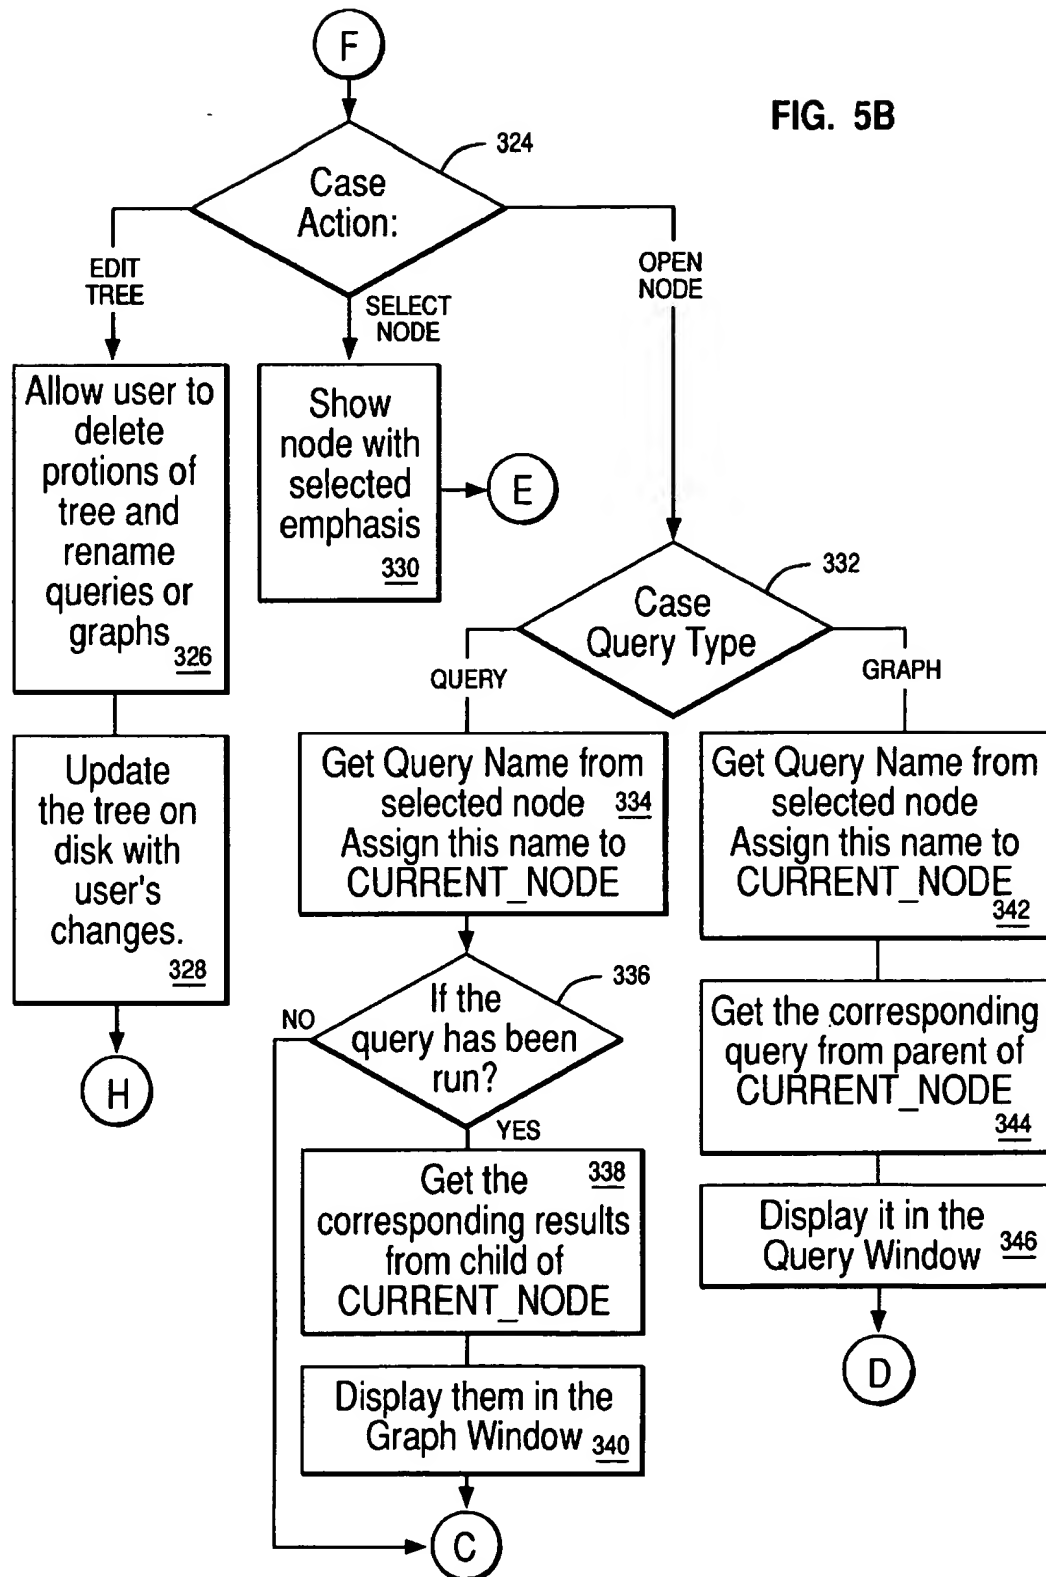 F
FIG. 5B
324
Case
Action:
EDIT
TREE
SELECT
NODE
OPEN
NODE
Allow user to
delete
protions of
tree and
rename
queries or
graphs 326
Show
node with
selected
emphasis
330
E
332
Case
Query Type
QUERY
GRAPH
Update
the tree on
disk with
user's
changes.
328
H
Get Query Name from
selected node 334
Assign this name to
CURRENT_NODE
Get Query Name from
selected node
Assign this name to
CURRENT_NODE
342
336
If the
query has been
run?
NO
YES
Get the corresponding
query from parent of
CURRENT_NODE
344
Get the 338
corresponding results
from child of
CURRENT_NODE
Display it in the
Query Window 346
D
Display them in the
Graph Window 340
C